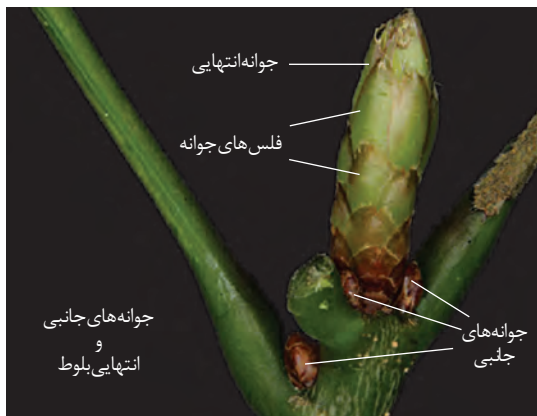 جوانه‌انتهایی
فلس‌های جوانه
جوانه‌های
جانبی
جوانه‌های جانبی
و
انتهایی بلوط